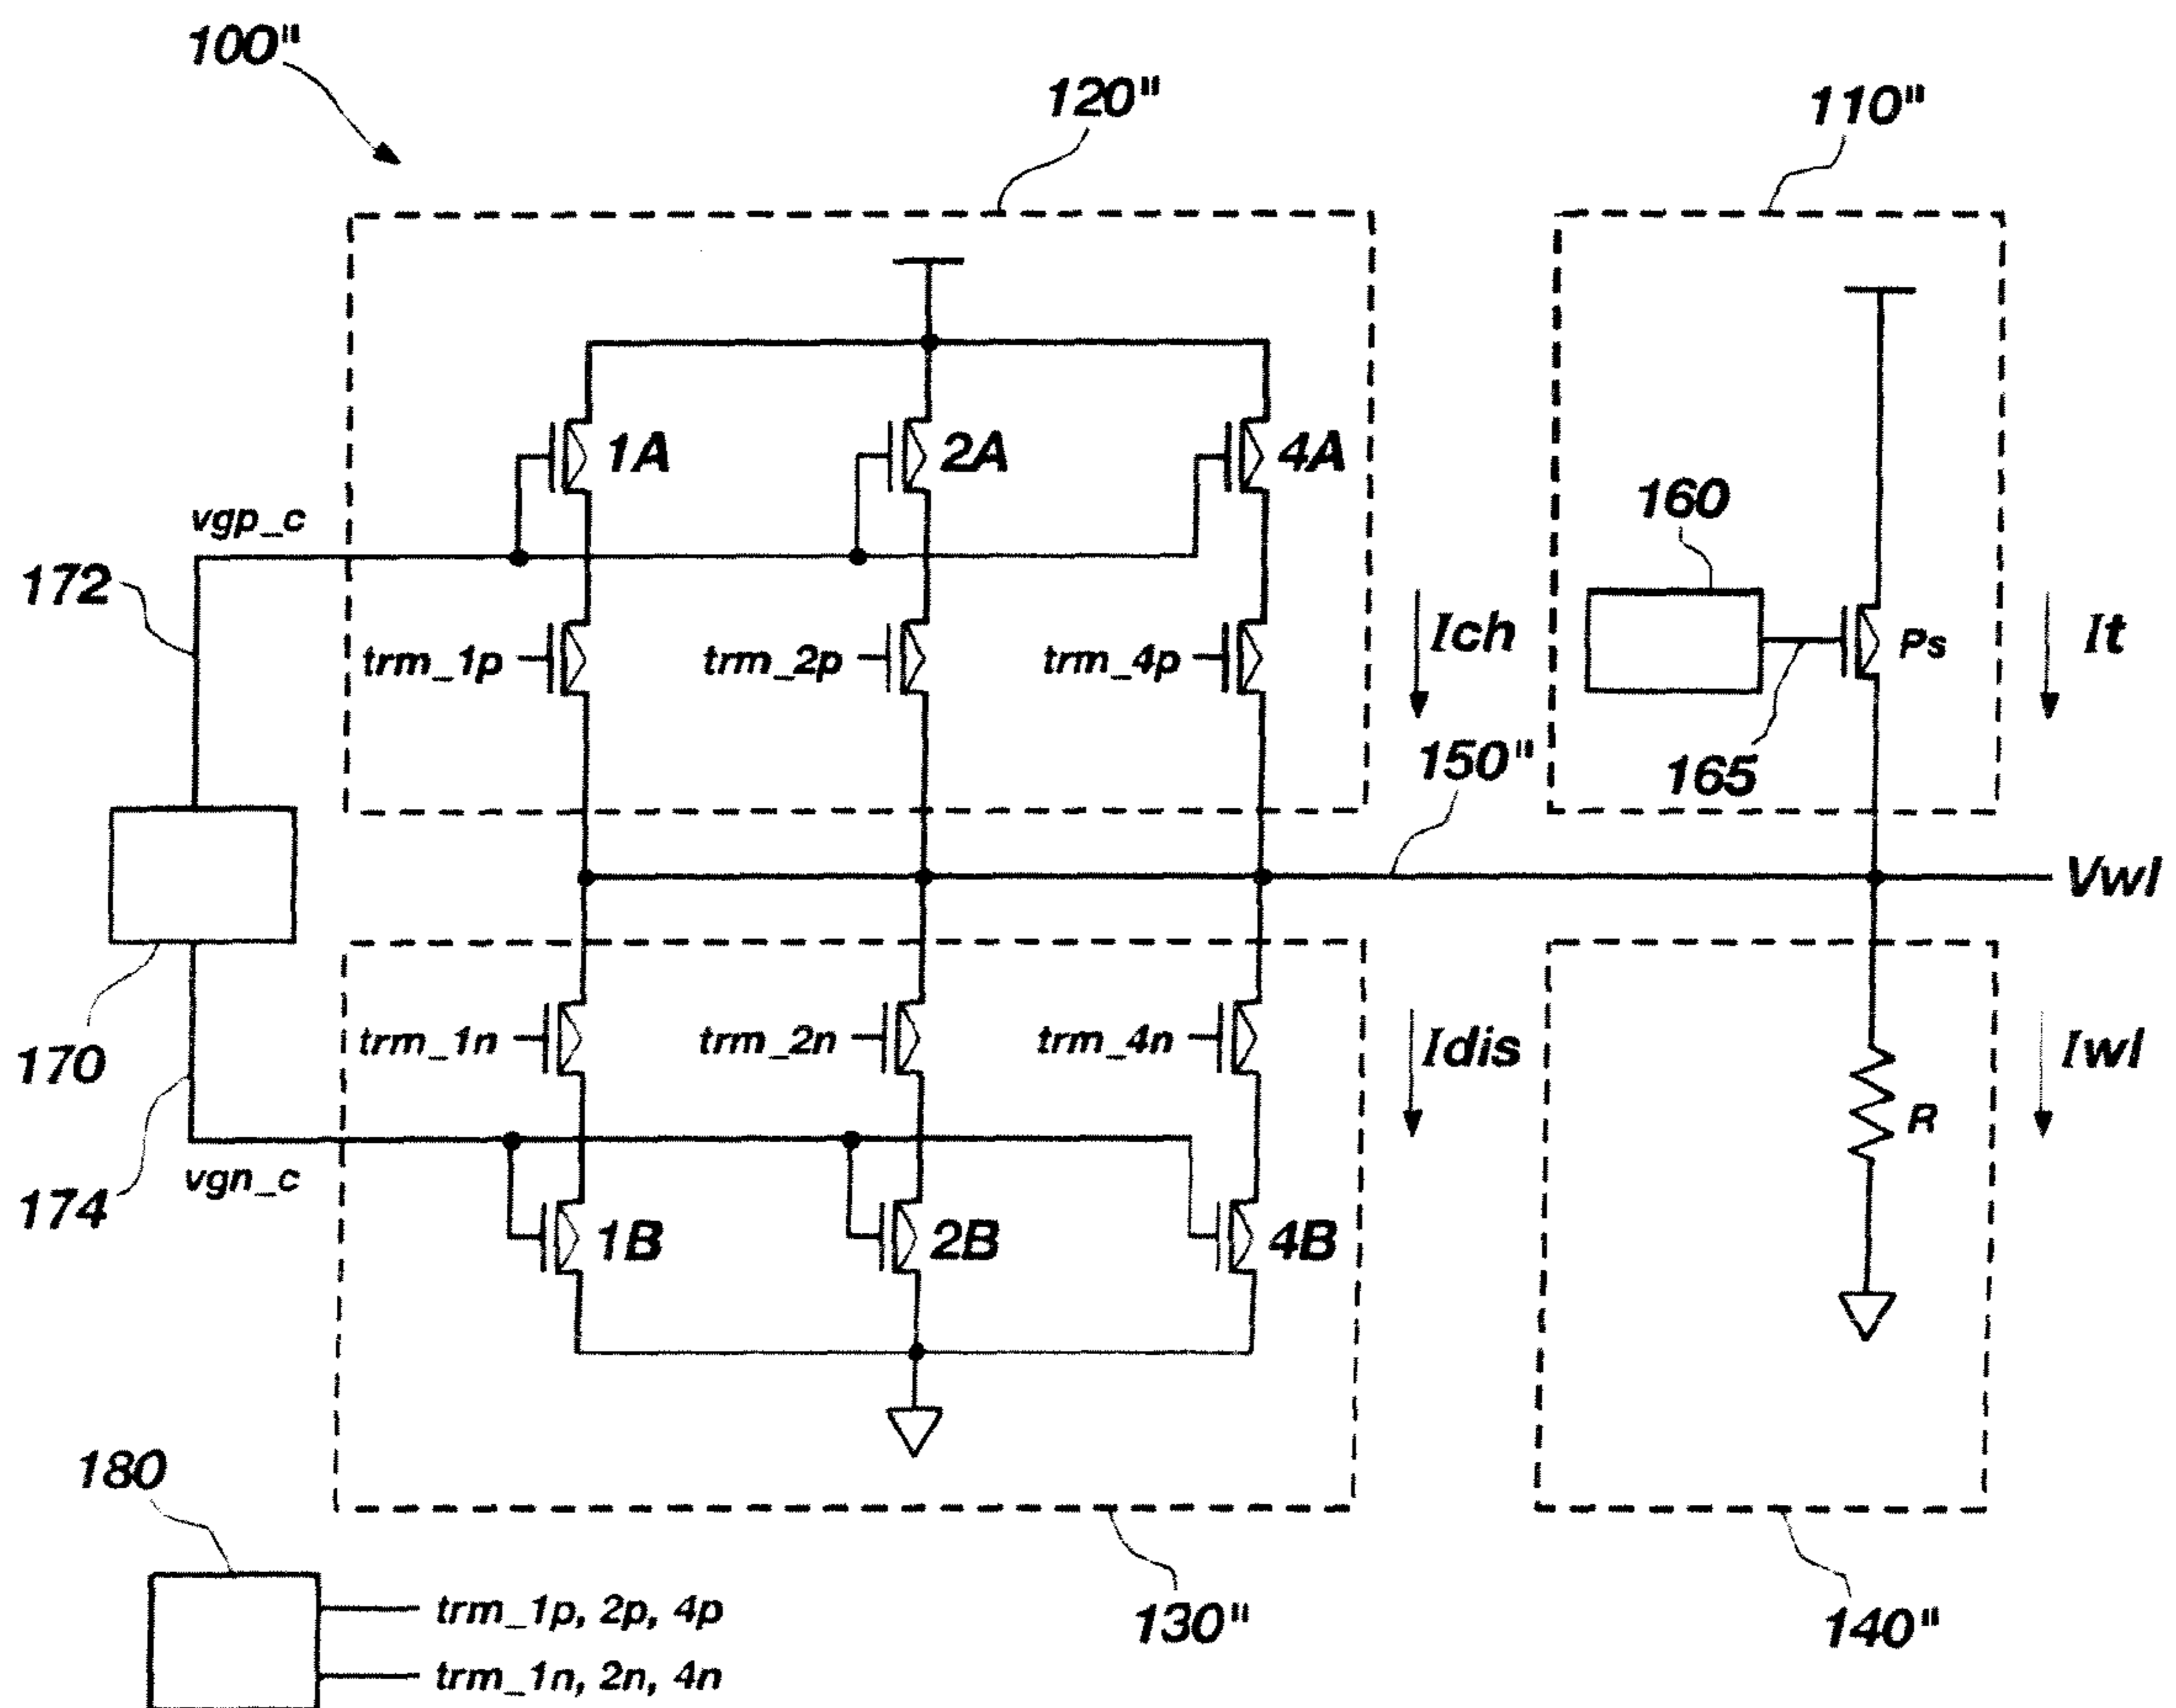 100"
120"
110"
1A
2A
4A
160
vgp_c
172
trm_1p
trm_2p
trm_4p
Ich
Ps
It
165
150"
Vwl
170
trm_1n
trm_2n
trm_4n
Idis
Iwl
R
vgn_c
174
1B
2B
4B
180
trm_1p, 2p, 4p
130"
140"
trm_1n, 2n, 4n